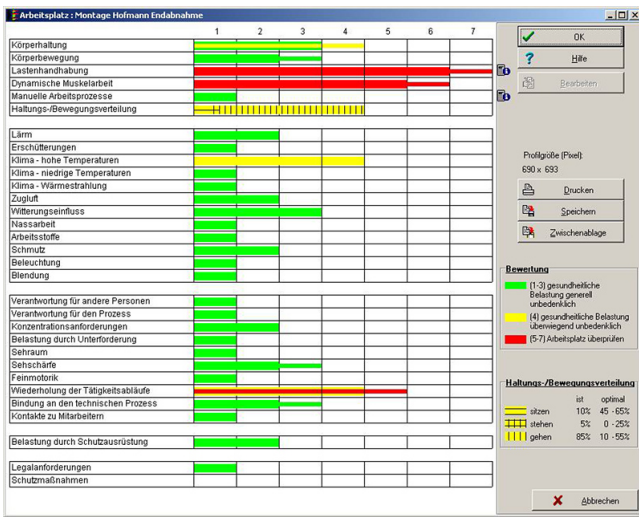 Arbeitsplatz : Montage Hofmann Endabnahme
1 2 3 4 5 6 7
Körperhaltung
Körperbewegung
Lastenhandhabung
Dynamische Muskelarbeit
Manuelle Arbeitsprozesse
Haltungs-/Bewegungsverteilung
Lärm
Erschütterungen
Klima - hohe Temperaturen
Klima - niedrige Temperaturen
Klima - Wärmestrahlung
Zugluft
Witterungseinfluss
Nassarbeit
Arbeitsstoffe
Schmutz
Beleuchtung
Blendung
Verantwortung für andere Personen
Verantwortung für den Prozess
Konzentrationsanforderungen
Belastung durch Unterforderung
Sehraum
Sehschärfe
Feinmotorik
Wiederholung der Tätigkeitsabläufe
Bindung an den technischen Prozess
Kontakte zu Mitarbeitern
Belastung durch Schutzausrüstung
Legalanforderungen
Schutzmaßnahmen
OK
? Hilfe
Bearbeiten
Profilgröße (Pixel):
690 x 693
Drucken
Speichern
Zwischenablage
Bewertung
(1-3) gesundheitliche
Belastung generell
unbedenklich
(4) gesundheitliche Belastung
überwiegend unbedenklich
(5-7) Arbeitsplatz überprüfen
Haltungs-/Bewegungsverteilung
ist optimal
sitzen 10% 45 - 65%
stehen 5% 0 - 25%
gehen 85% 10 - 55%
Abbrechen